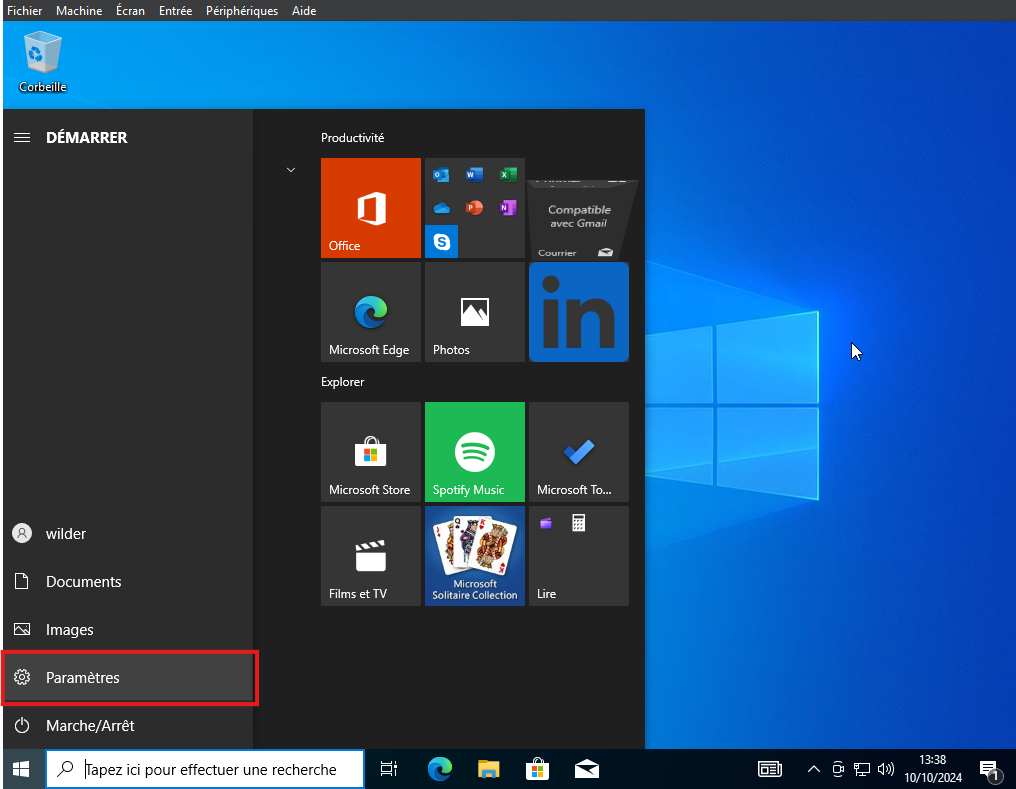 Fichier Machine Écran Entrée Périphériques Aide
Corbeille
DÉMARRER
Productivité
Office
Compatible
avec Gmail
Courrier
Microsoft Edge
Photos
in
Explorer
Microsoft Store
Spotify Music
Microsoft To...
Films et TV
Microsoft
Solitaire Collection
Lire
wilder
Documents
Images
Paramètres
Marche/Arrêt
Tapez ici pour effectuer une recherche
13:38
10/10/2024
1